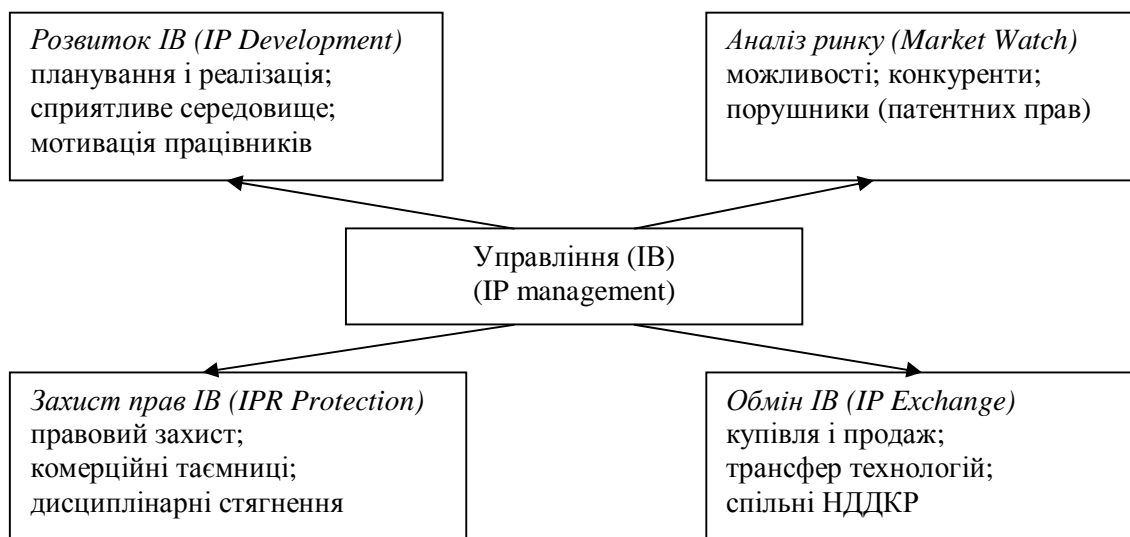 Розвиток ІВ (IP Development)
планування і реалізація;
сприятливе середовище;
мотивація працівників
Аналіз ринку (Market Watch)
можливості; конкуренти;
порушники (патентних прав)
Управління (ІВ)
(IP management)
Захист прав ІВ (IPR Protection)
правовий захист;
комерційні таємниці;
дисциплінарні стягнення
Обмін ІВ (IP Exchange)
купівля і продаж;
трансфер технологій;
спільні НДДКР